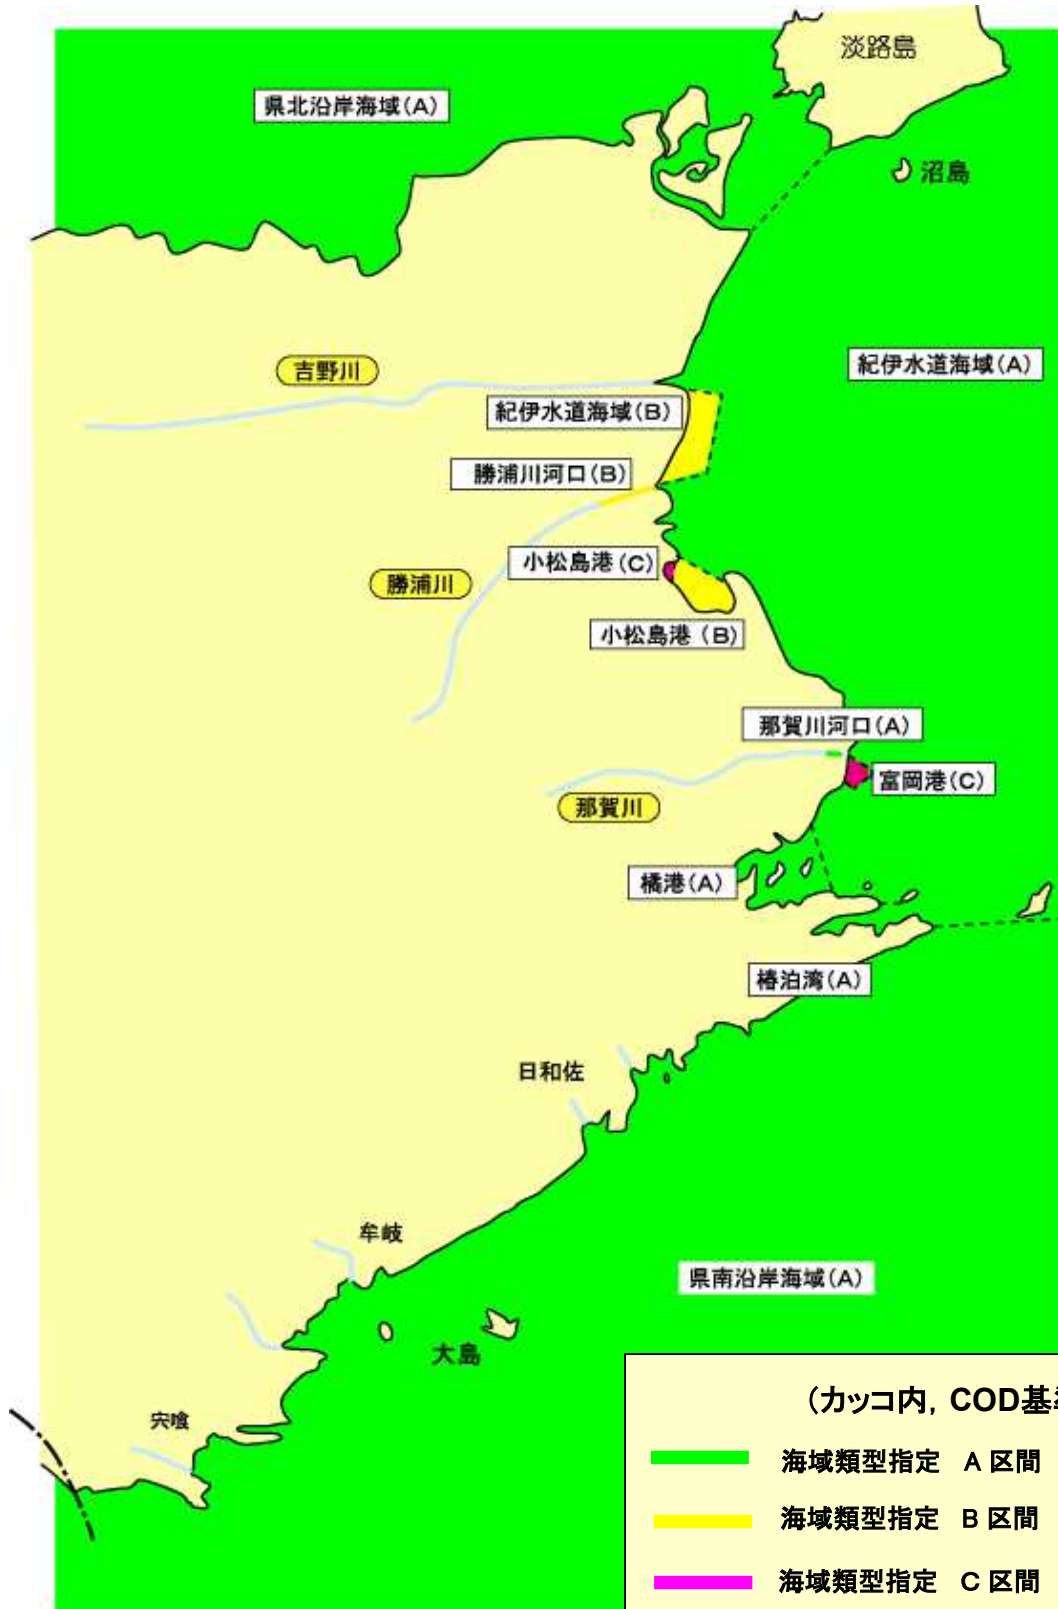 淡路島
県北沿岸海域(A)
沼島
紀伊水道海域(A)
吉野川
紀伊水道海域(B)
勝浦川河口(B)
小松島港(C)
勝浦川
小松島港(B)
那賀川河口(A)
富岡港(C)
那賀川
橘港(A)
椿泊湾(A)
日和佐
牟岐
県南沿岸海域(A)
大島
宍喰
(カッコ内, COD基
海域類型指定 A 区間
海域類型指定 B 区間
海域類型指定 C 区間